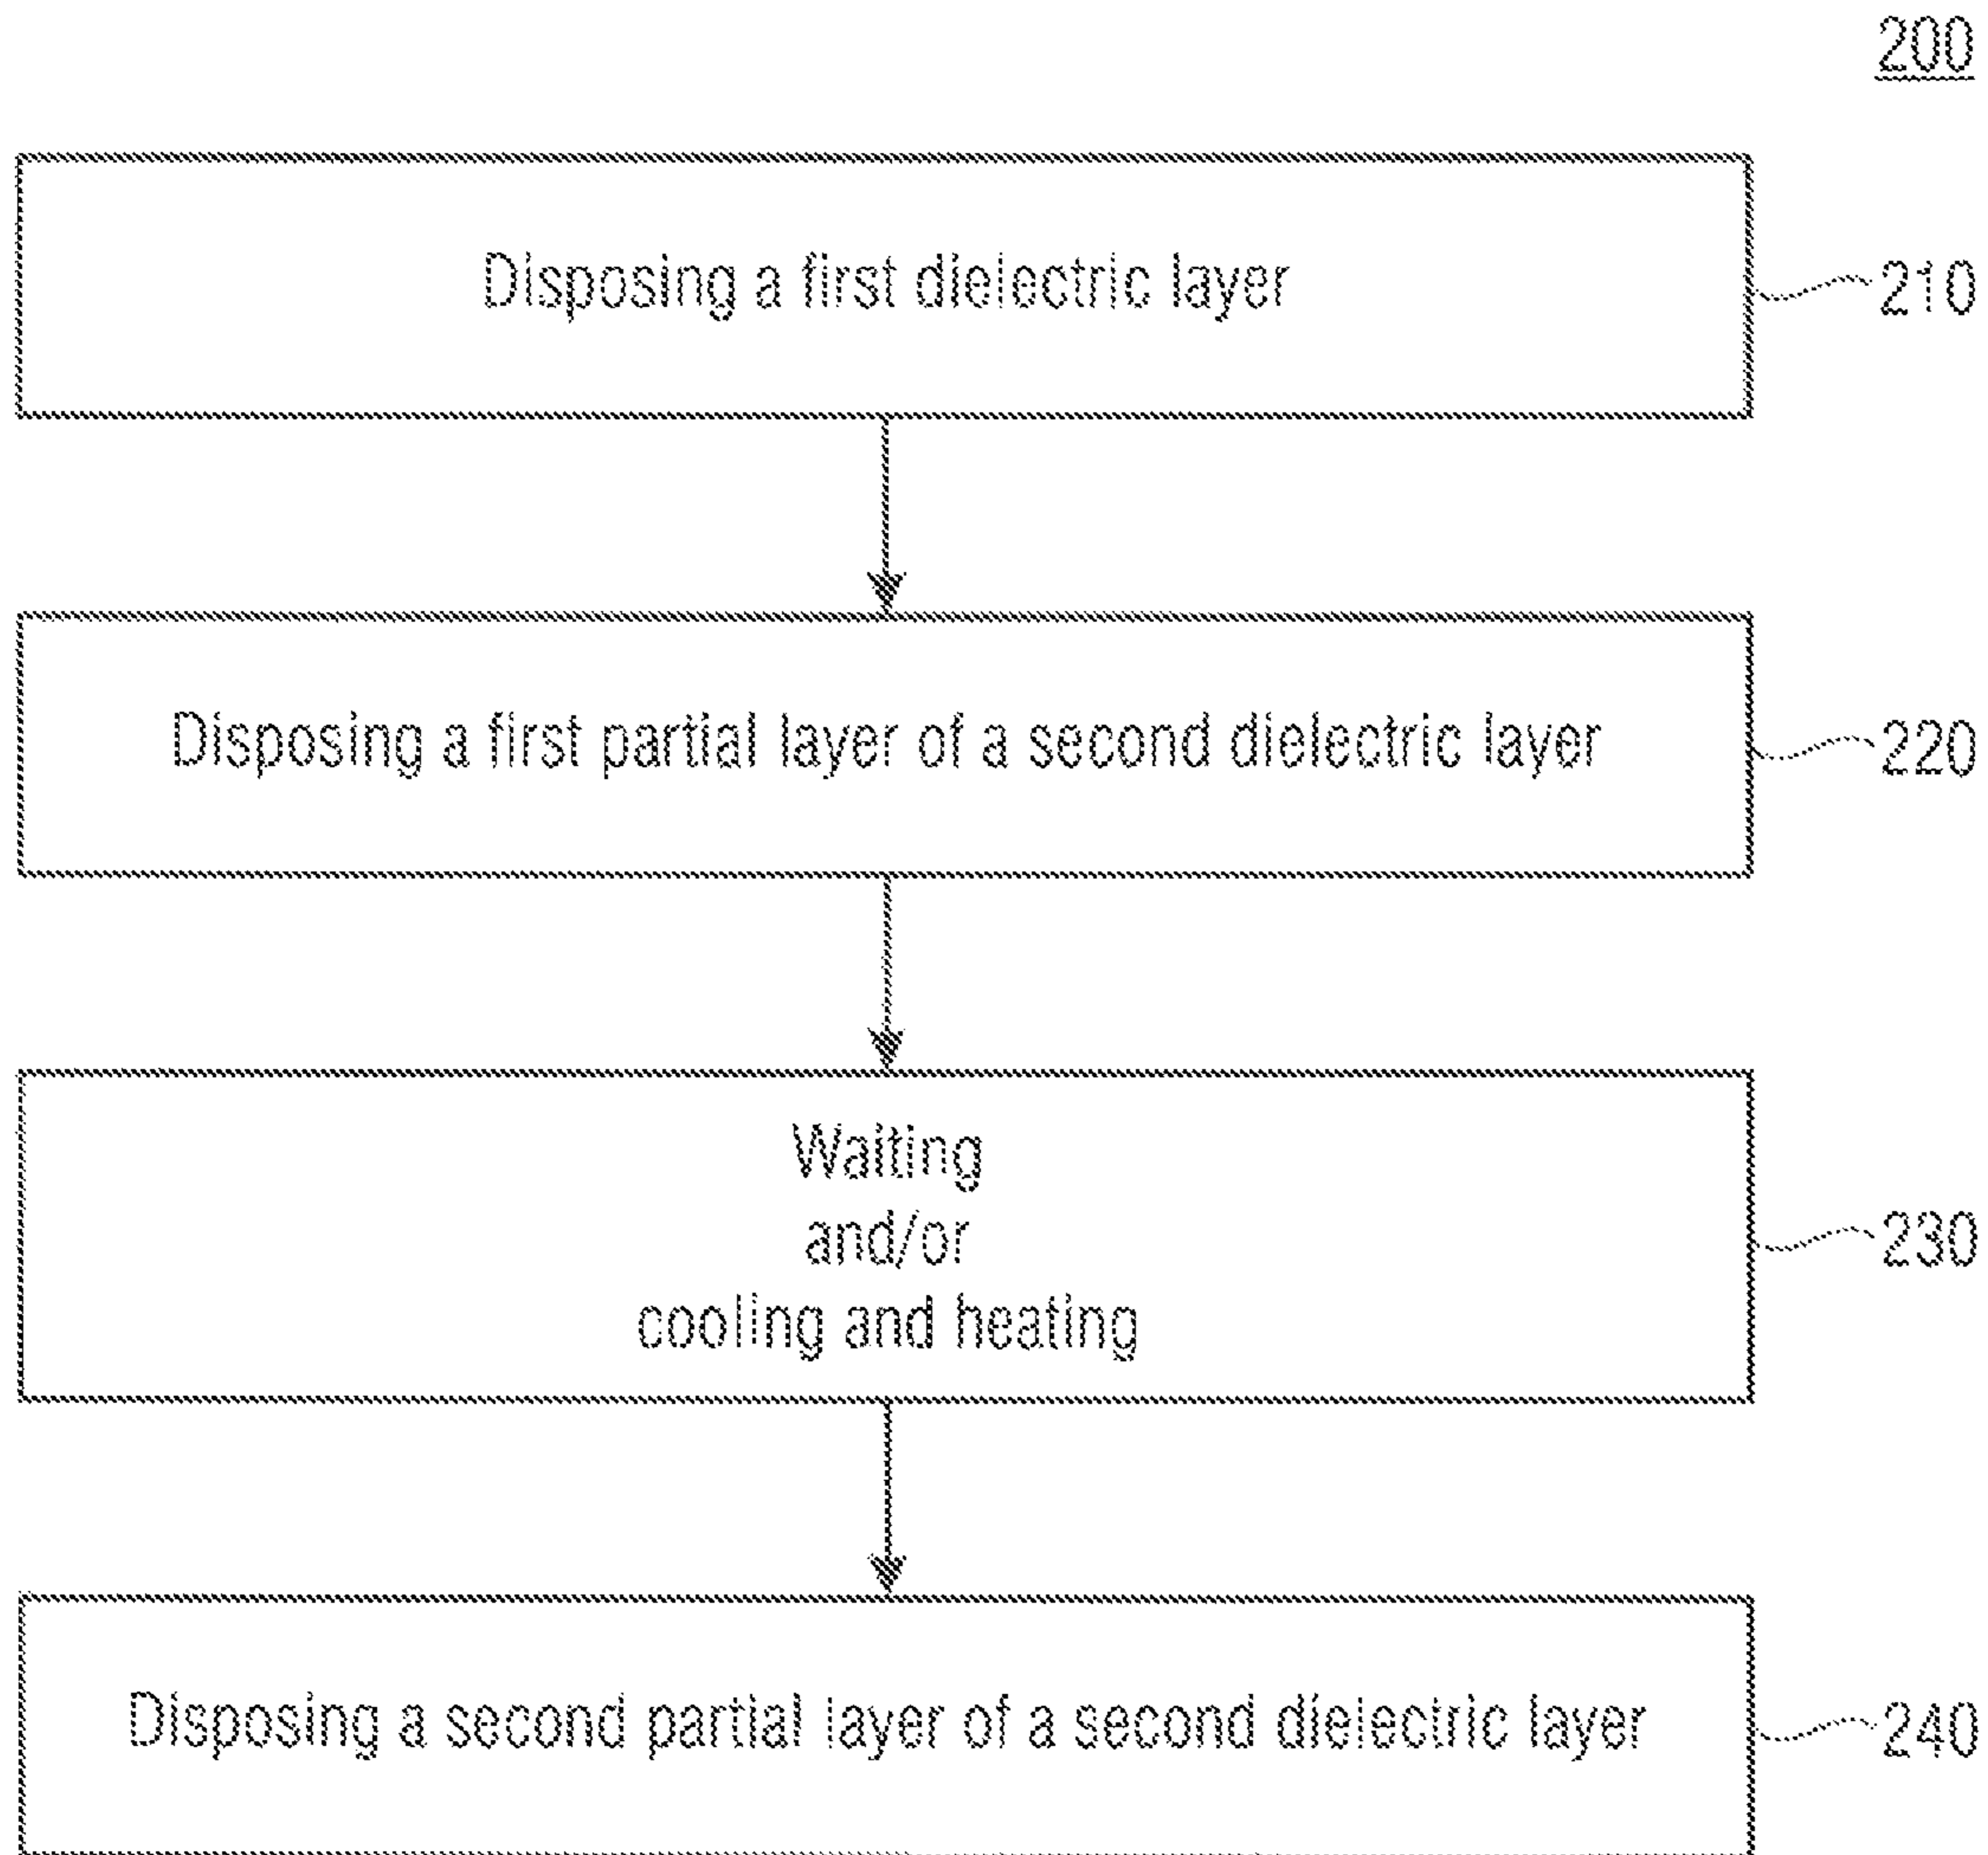 200
Disposing a first dielectric layer
210
Disposing a first partial layer of a second dielectric layer
220
Waiting
and/or
cooling and heating
230
Disposing a second partial layer of a second dielectric layer
240